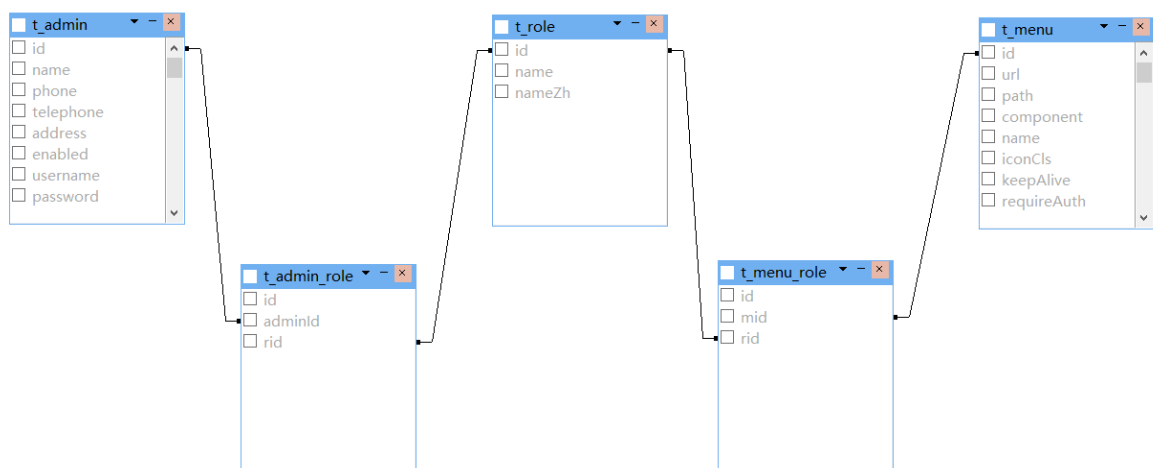 t_admin
id
name
phone
telephone
address
enabled
username
password
t_role
id
name
nameZh
t_menu
id
url
path
component
name
iconCls
keepAlive
requireAuth
t_admin_role
id
adminId
rid
t_menu_role
id
mid
rid